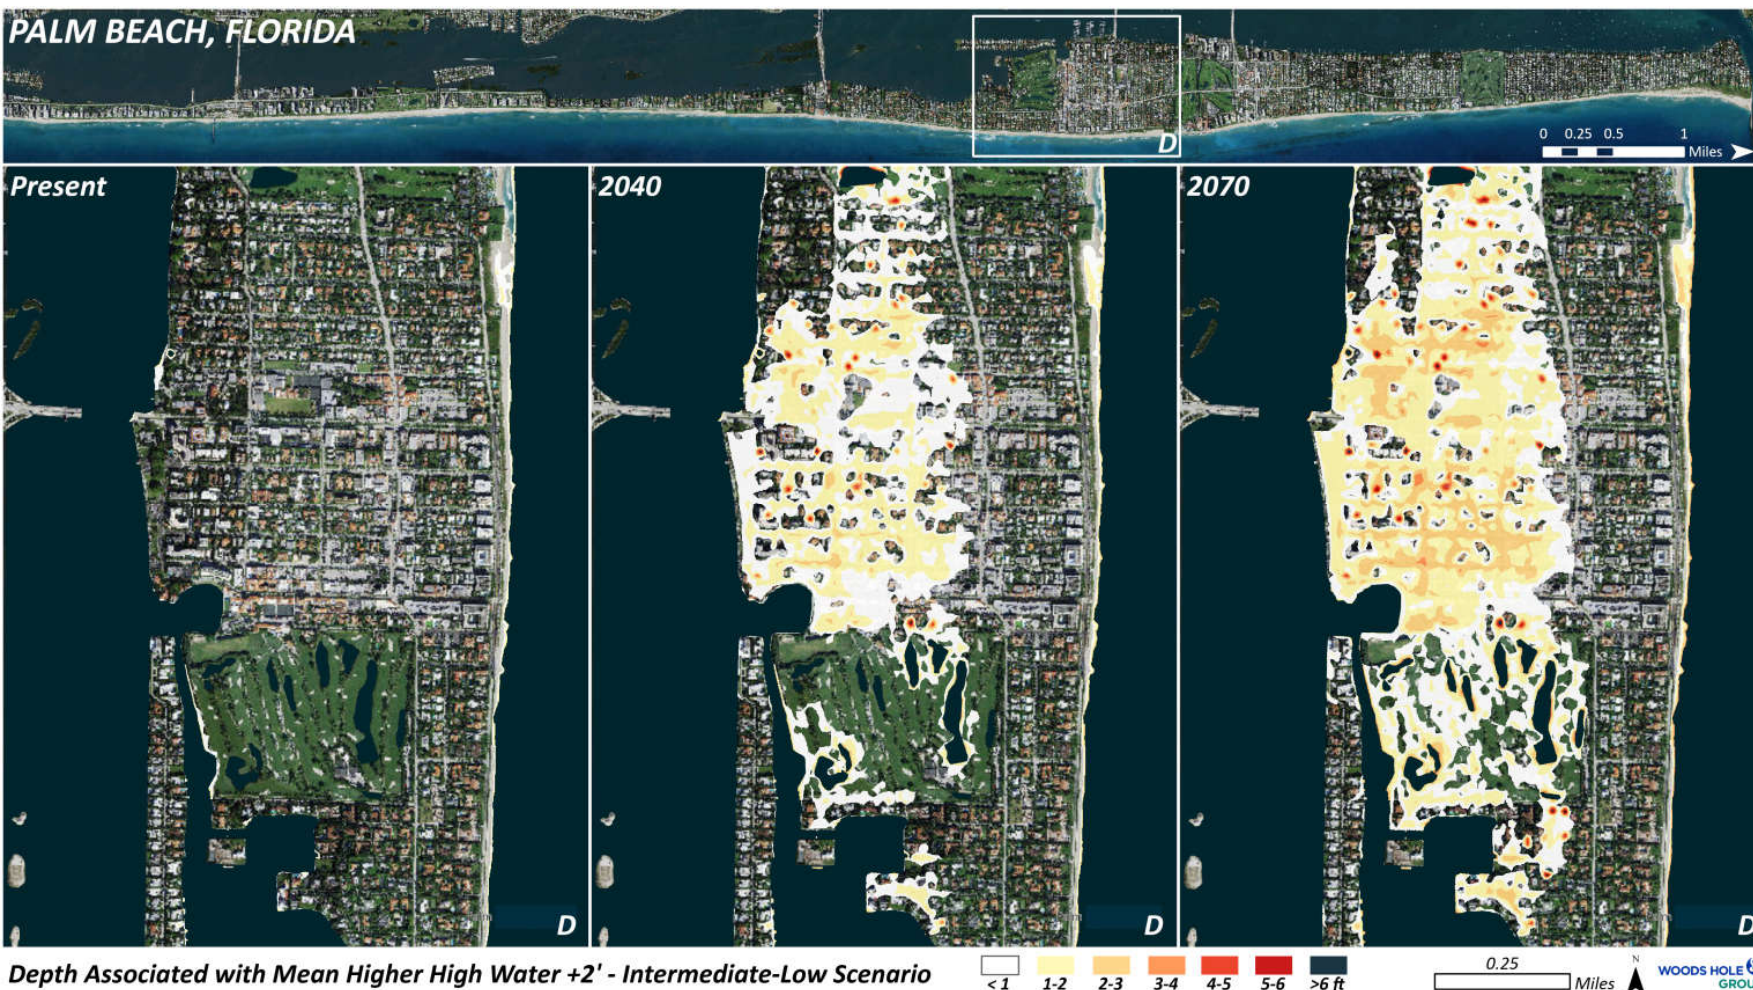 PALM BEACH, FLORIDA
D
0 0.25 0.5 1
Miles
Present
2040
2070
D
D
D
Depth Associated with Mean Higher High Water +2' - Intermediate-Low Scenario
< 1 1-2 2-3 3-4 4-5 5-6 >6 ft
0.25
Miles
N
WOODS HOLE
GROU